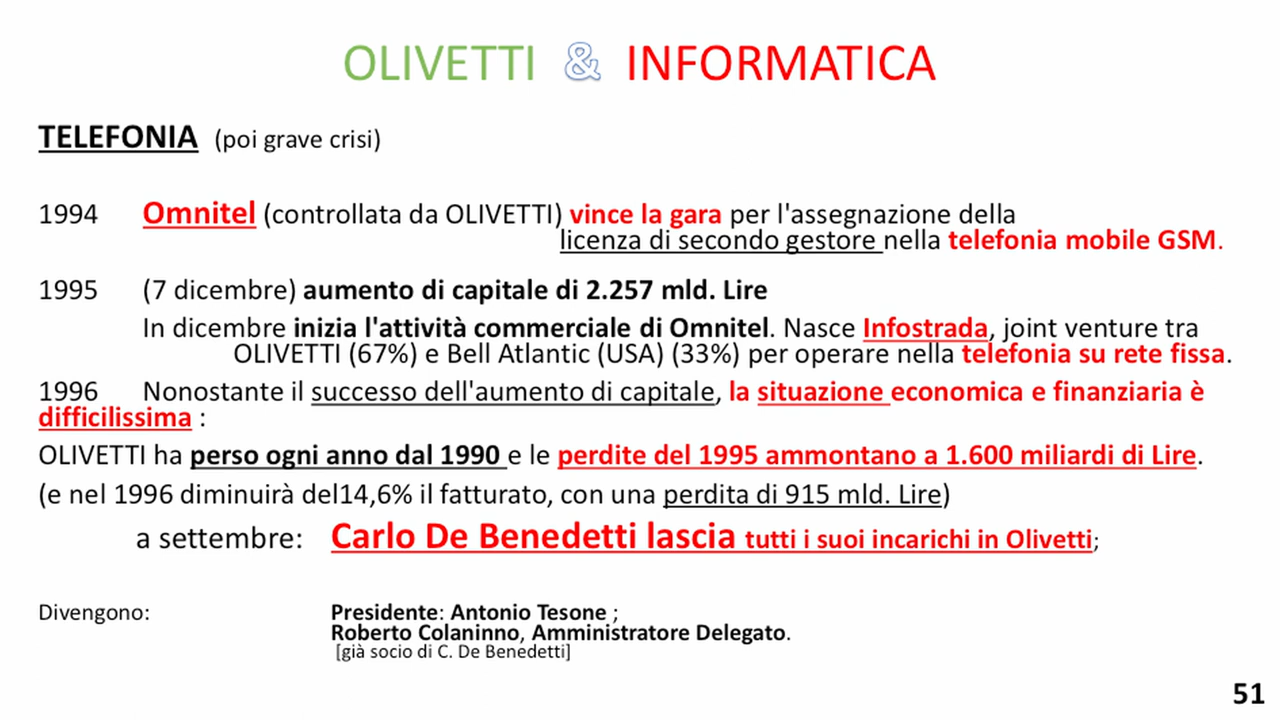 OLIVETTI & INFORMATICA
TELEFONIA (poi grave crisi)
1994 Omnitel (controllata da OLIVETTI) vince la gara per l'assegnazione della
licenza di secondo gestore nella telefonia mobile GSM.
1995 (7 dicembre) aumento di capitale di 2.257 mld. Lire
In dicembre inizia l'attività commerciale di Omnitel. Nasce Infostrada, joint venture tra
OLIVETTI (67%) e Bell Atlantic (USA) (33%) per operare nella telefonia su rete fissa.
1996 Nonostante il successo dell'aumento di capitale, la situazione economica e finanziaria è
difficilissima :
OLIVETTI ha perso ogni anno dal 1990 e le perdite del 1995 ammontano a 1.600 miliardi di Lire.
(e nel 1996 diminuirà del14,6% il fatturato, con una perdita di 915 mld. Lire)
a settembre: Carlo De Benedetti lascia tutti i suoi incarichi in Olivetti;
Divengono: Presidente: Antonio Tesone ;
Roberto Colaninno, Amministratore Delegato.
[già socio di C. De Benedetti]
51